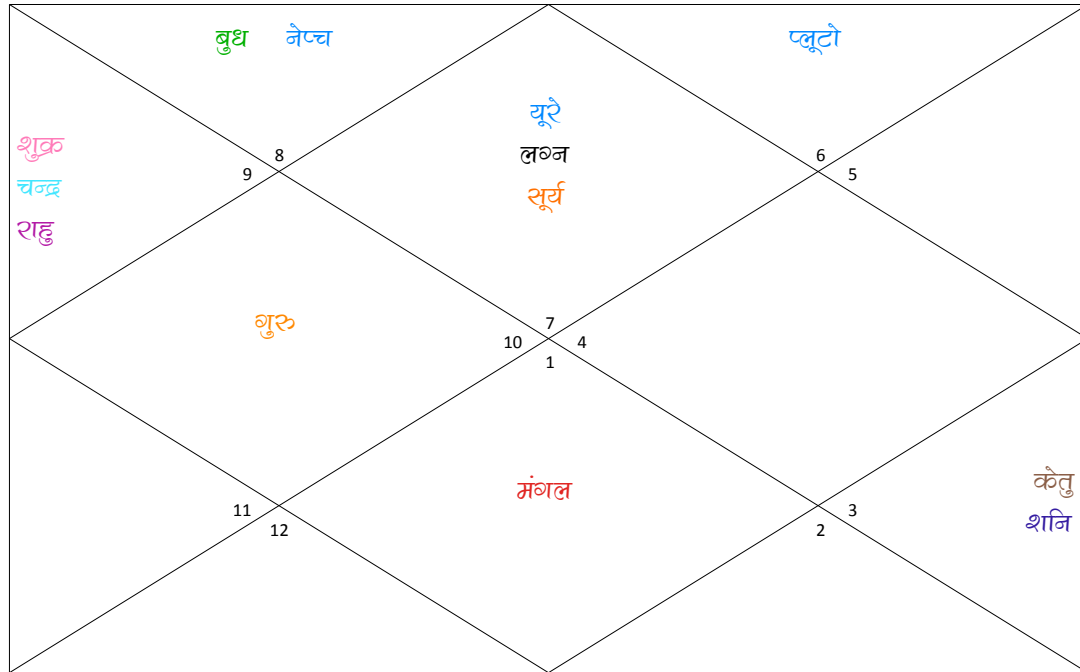 बुध नेप्च
प्लूटो
यूरे
लग्न
सूर्य
शुक्र
चन्द्र
राहु
8
9
6
5
गुरु
7
10
4
1
मंगल
केतु
शनि
11
12
3
2